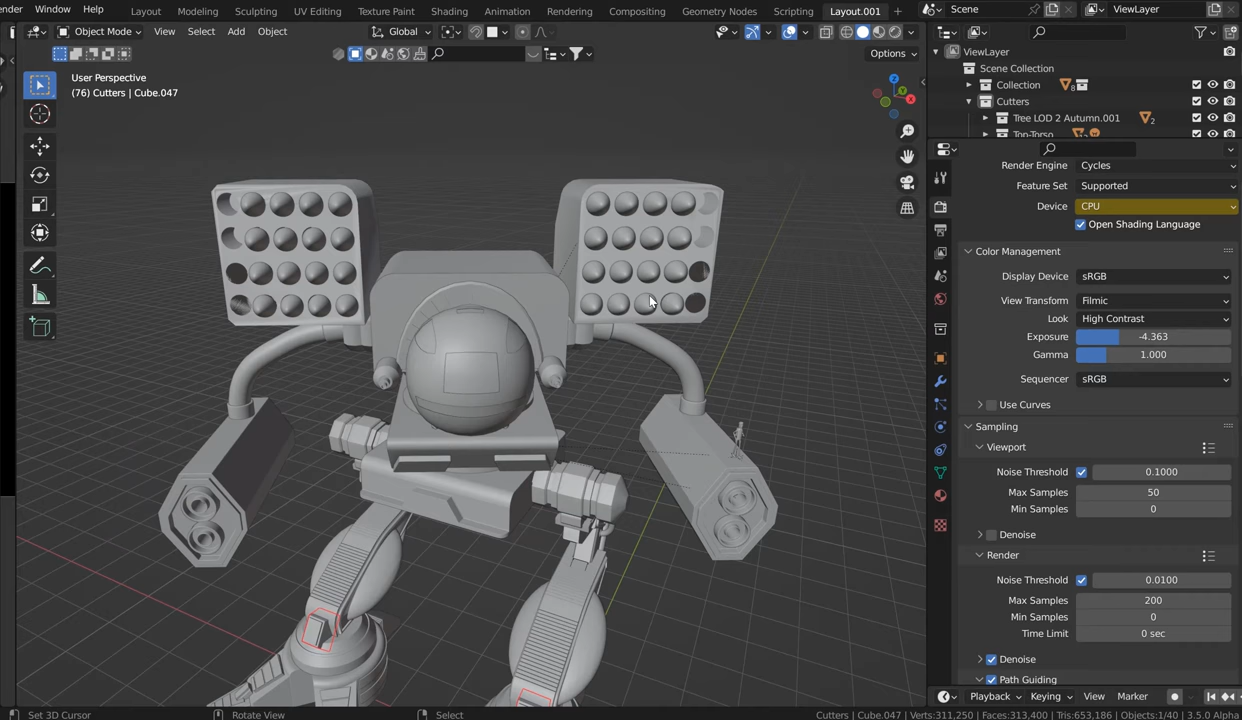 ender Window Help Layout Modeling Sculpting UV Editing Texture Paint Shading Animation Rendering Compositing Geometry Nodes Scripting Layout.001 + Scene ViewLayer
Object Mode View Select Add Object Global
Options
User Perspective
(76) Cutters | Cube.047
Z
Y
X
ViewLayer
Scene Collection
Collection 8
Cutters
Tree LOD 2 Autumn.001 2
Top-Torso
Render Engine Cycles
Feature Set Supported
Device CPU
Open Shading Language
Color Management
Display Device sRGB
View Transform Filmic
Look High Contrast
Exposure -4.363
Gamma 1.000
Sequencer sRGB
Use Curves
Sampling
Viewport
Noise Threshold 0.1000
Max Samples 50
Min Samples 0
Denoise
Render
Noise Threshold 0.0100
Max Samples 200
Min Samples 0
Time Limit 0 sec
Denoise
Path Guiding
Playback Keying View Marker
Set 3D Cursor Rotate View Select Cutters | Cube.047 | Verts:311,250 | Faces:313,400 | Tris:653,186 | Objects:1/40 | 3.5.0 Alpha